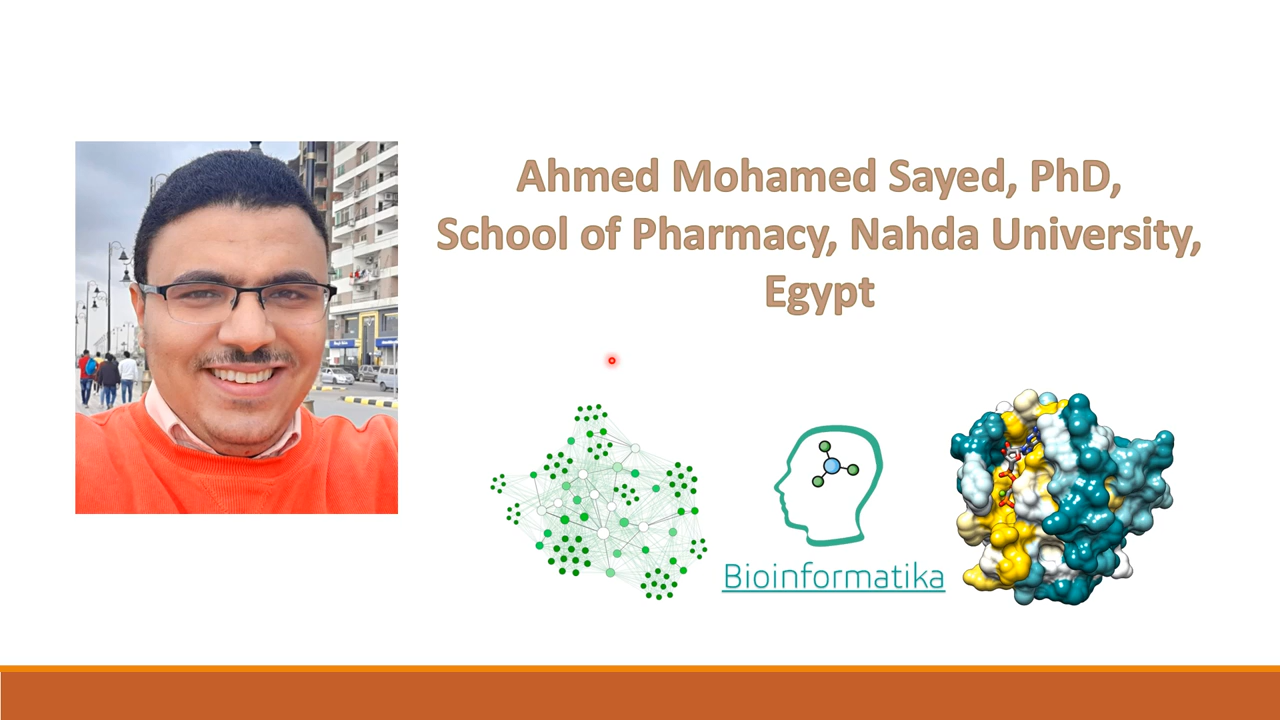 Ahmed Mohamed Sayed, PhD,
School of Pharmacy, Nahda University,
Egypt
Bioinformatika